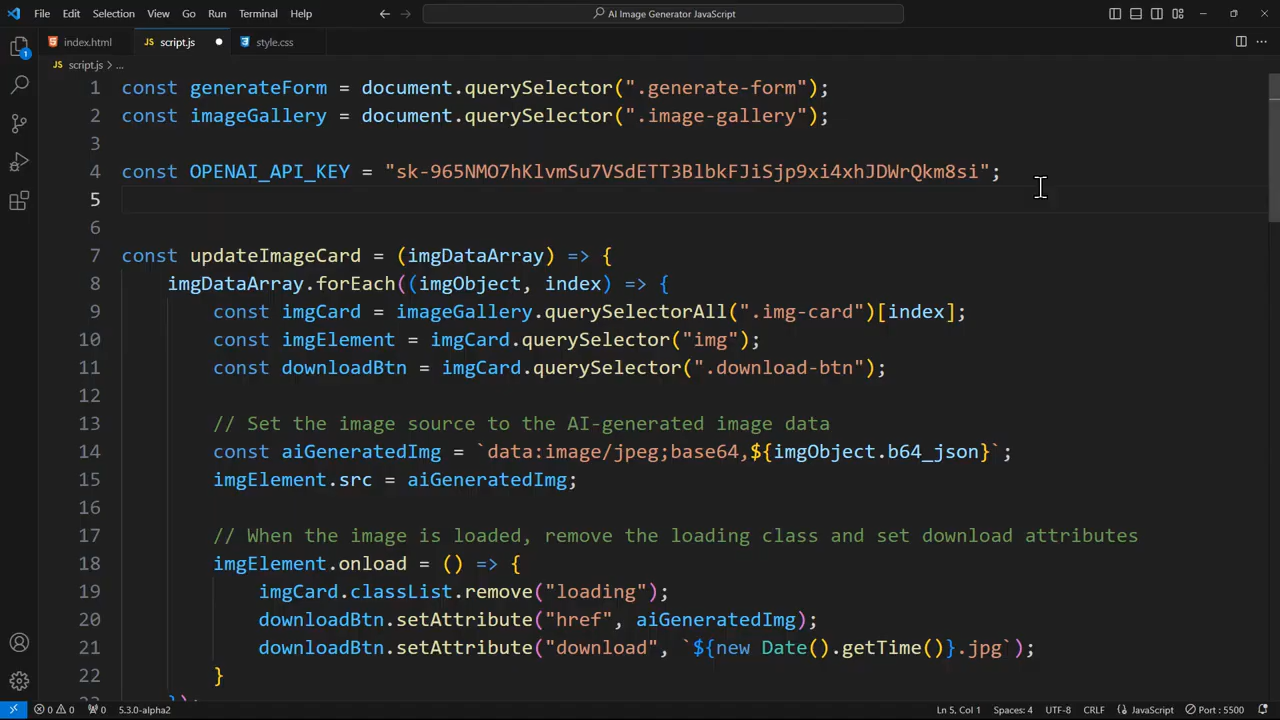 File Edit Selection View Go Run Terminal Help
AI Image Generator JavaScript
index.html script.js style.css
script.js > ...
1 const generateForm = document.querySelector(".generate-form");
2 const imageGallery = document.querySelector(".image-gallery");
3
4 const OPENAI_API_KEY = "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";
5
6
7 const updateImageCard = (imgDataArray) => {
8 imgDataArray.forEach((imgObject, index) => {
9 const imgCard = imageGallery.querySelectorAll(".img-card")[index];
10 const imgElement = imgCard.querySelector("img");
11 const downloadBtn = imgCard.querySelector(".download-btn");
12
13 // Set the image source to the AI-generated image data
14 const aiGeneratedImg = `data:image/jpeg;base64,${imgObject.b64_json}`;
15 imgElement.src = aiGeneratedImg;
16
17 // When the image is loaded, remove the loading class and set download attributes
18 imgElement.onload = () => {
19 imgCard.classList.remove("loading");
20 downloadBtn.setAttribute("href", aiGeneratedImg);
21 downloadBtn.setAttribute("download", `${new Date().getTime()}.jpg`);
22 }
1
0 0 0 5.3.0-alpha2 Ln 5, Col 1 Spaces: 4 UTF-8 CRLF JavaScript Port : 5500